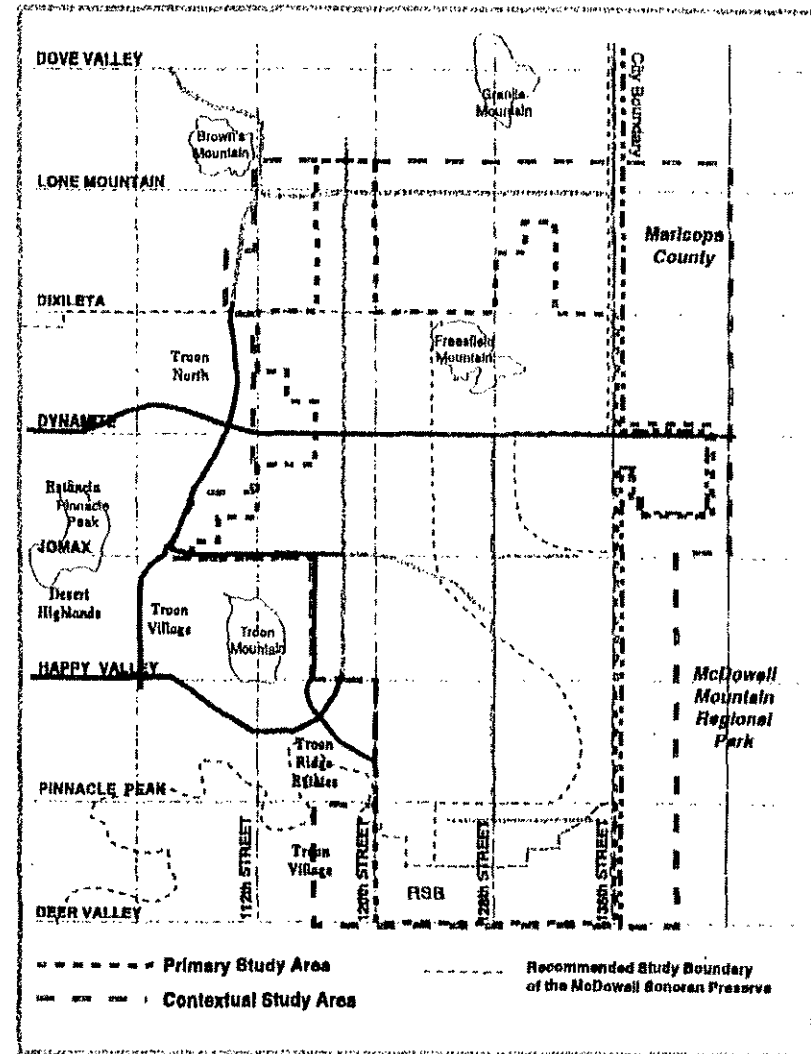 DOVE VALLEY
Granite
Mountain
City Boundary
Brown's
Mountain
LONE MOUNTAIN
Maricopa
County
DIXILETA
Troon
North
Fraesfield
Mountain
DYNAMITE
Estancia
Pinnacle
Peak
JOMAX
Desert
Highlands
Troon
Village
Troon
Mountain
HAPPY VALLEY
McDowell
Mountain
Regional
Park
Troon
Ridge
Estates
PINNACLE PEAK
Troon
Village
112th STREET
120th STREET
128th STREET
136th STREET
RSB
DEER VALLEY
Primary Study Area
Contextual Study Area
Recommended Study Boundary
of the McDowell Sonoran Preserve